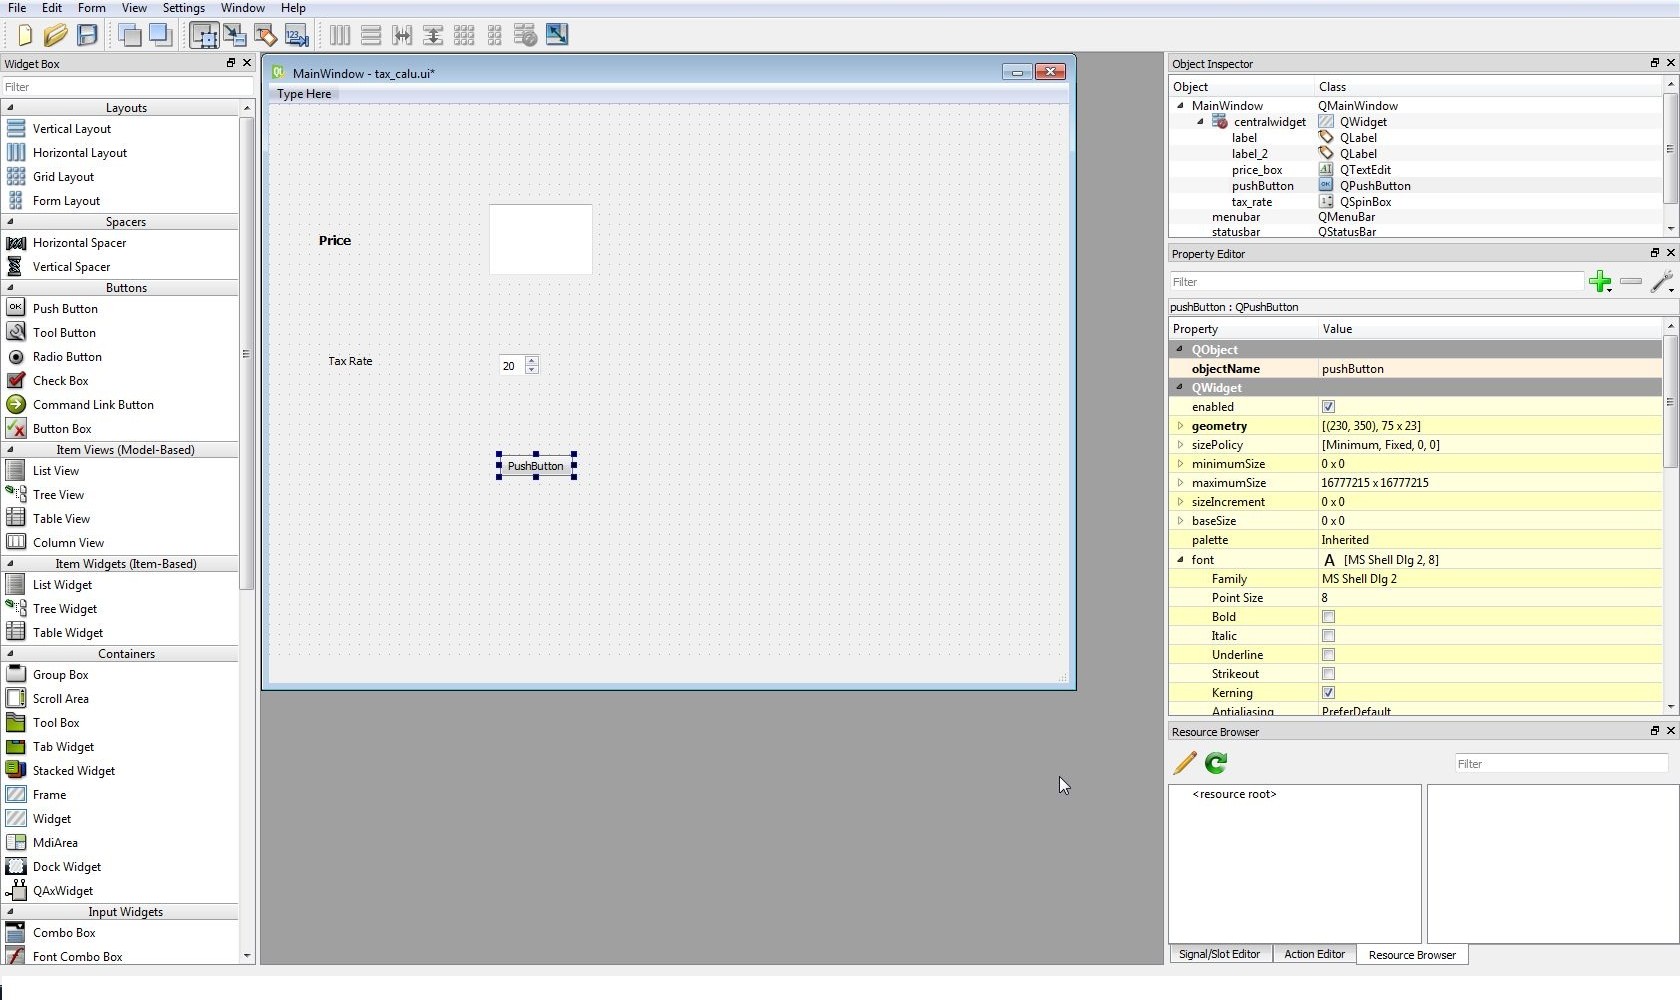 File Edit Form View Settings Window Help
Widget Box
Filter
Layouts
Vertical Layout
Horizontal Layout
Grid Layout
Form Layout
Spacers
Horizontal Spacer
Vertical Spacer
Buttons
OK Push Button
Tool Button
Radio Button
Check Box
Command Link Button
Button Box
Item Views (Model-Based)
List View
Tree View
Table View
Column View
Item Widgets (Item-Based)
List Widget
Tree Widget
Table Widget
Containers
Group Box
Scroll Area
Tool Box
Tab Widget
Stacked Widget
Frame
Widget
MdiArea
Dock Widget
QAxWidget
Input Widgets
Combo Box
Font Combo Box
MainWindow - tax_calu.ui*
Type Here
Price
Tax Rate
20
PushButton
Object Inspector
Object Class
MainWindow QMainWindow
centralwidget QWidget
label QLabel
label_2 QLabel
price_box AI QTextEdit
pushButton OK QPushButton
tax_rate QSpinBox
menubar QMenuBar
statusbar QStatusBar
Property Editor
Filter
pushButton : QPushButton
Property Value
QObject
objectName pushButton
QWidget
enabled
geometry [(230, 350), 75 x 23]
sizePolicy [Minimum, Fixed, 0, 0]
minimumSize 0 x 0
maximumSize 16777215 x 16777215
sizeIncrement 0 x 0
baseSize 0 x 0
palette Inherited
font A [MS Shell Dlg 2, 8]
Family MS Shell Dlg 2
Point Size 8
Bold
Italic
Underline
Strikeout
Kerning
Antialiasing PreferDefault
Resource Browser
Filter
<resource root>
Signal/Slot Editor Action Editor Resource Browser